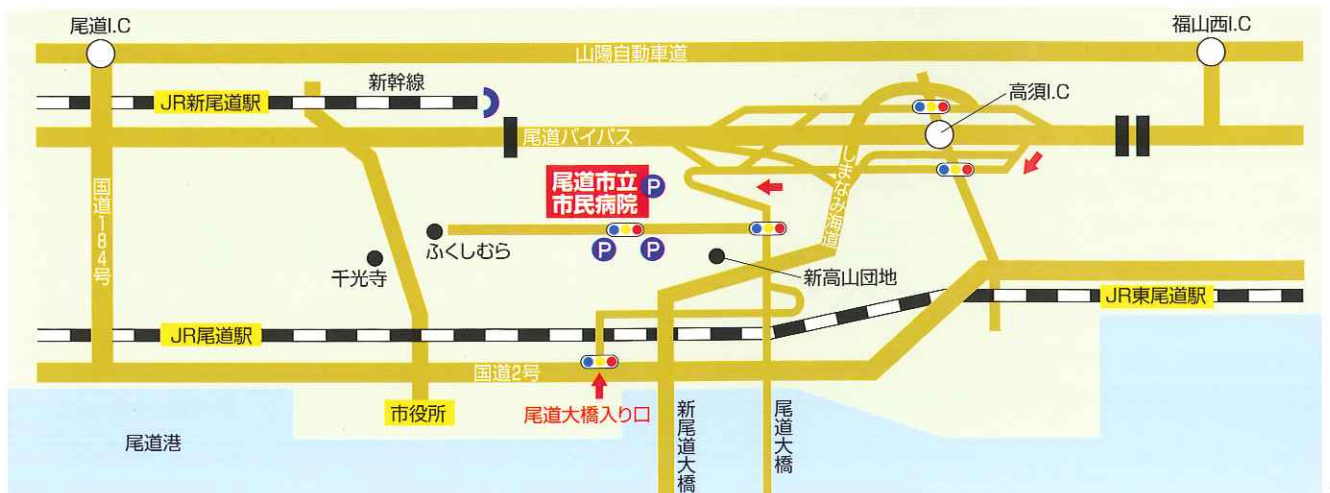 尾道I.C
福山西I.C
山陽自動車道
新幹線
JR新尾道駅
高須I.C
尾道バイパス
しまなみ海道
国道184号
尾道市立
市民病院
P
P
P
ふくしむら
千光寺
新高山団地
JR東尾道駅
JR尾道駅
国道2号
市役所
尾道大橋入り口
新尾道大橋
尾道大橋
尾道港